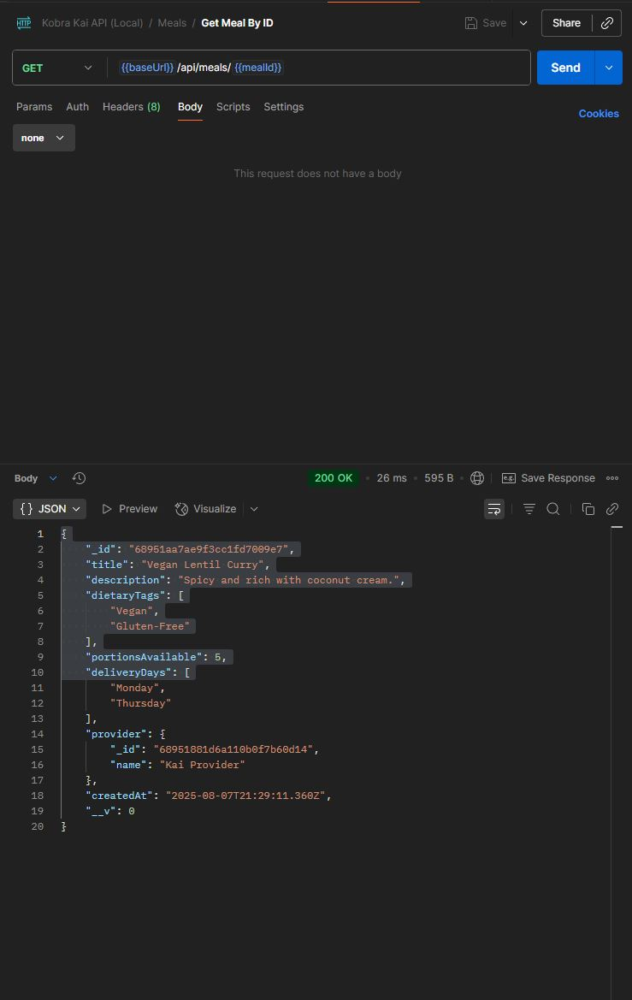 HTTP Kobra Kai API (Local) / Meals / Get Meal By ID Save Share
GET {{baseUrl}} /api/meals/ {{mealId}} Send
Params Auth Headers (8) Body Scripts Settings Cookies
none
This request does not have a body
Body 200 OK • 26 ms • 595 B • e.g. Save Response
{} JSON Preview Visualize
1 {
2 "_id": "68951aa7ae9f3cc1fd7009e7",
3 "title": "Vegan Lentil Curry",
4 "description": "Spicy and rich with coconut cream.",
5 "dietaryTags": [
6 "Vegan",
7 "Gluten-Free"
8 ],
9 "portionsAvailable": 5,
10 "deliveryDays": [
11 "Monday",
12 "Thursday"
13 ],
14 "provider": {
15 "_id": "68951881d6a110b0f7b60d14",
16 "name": "Kai Provider"
17 },
18 "createdAt": "2025-08-07T21:29:11.360Z",
19 "__v": 0
20 }